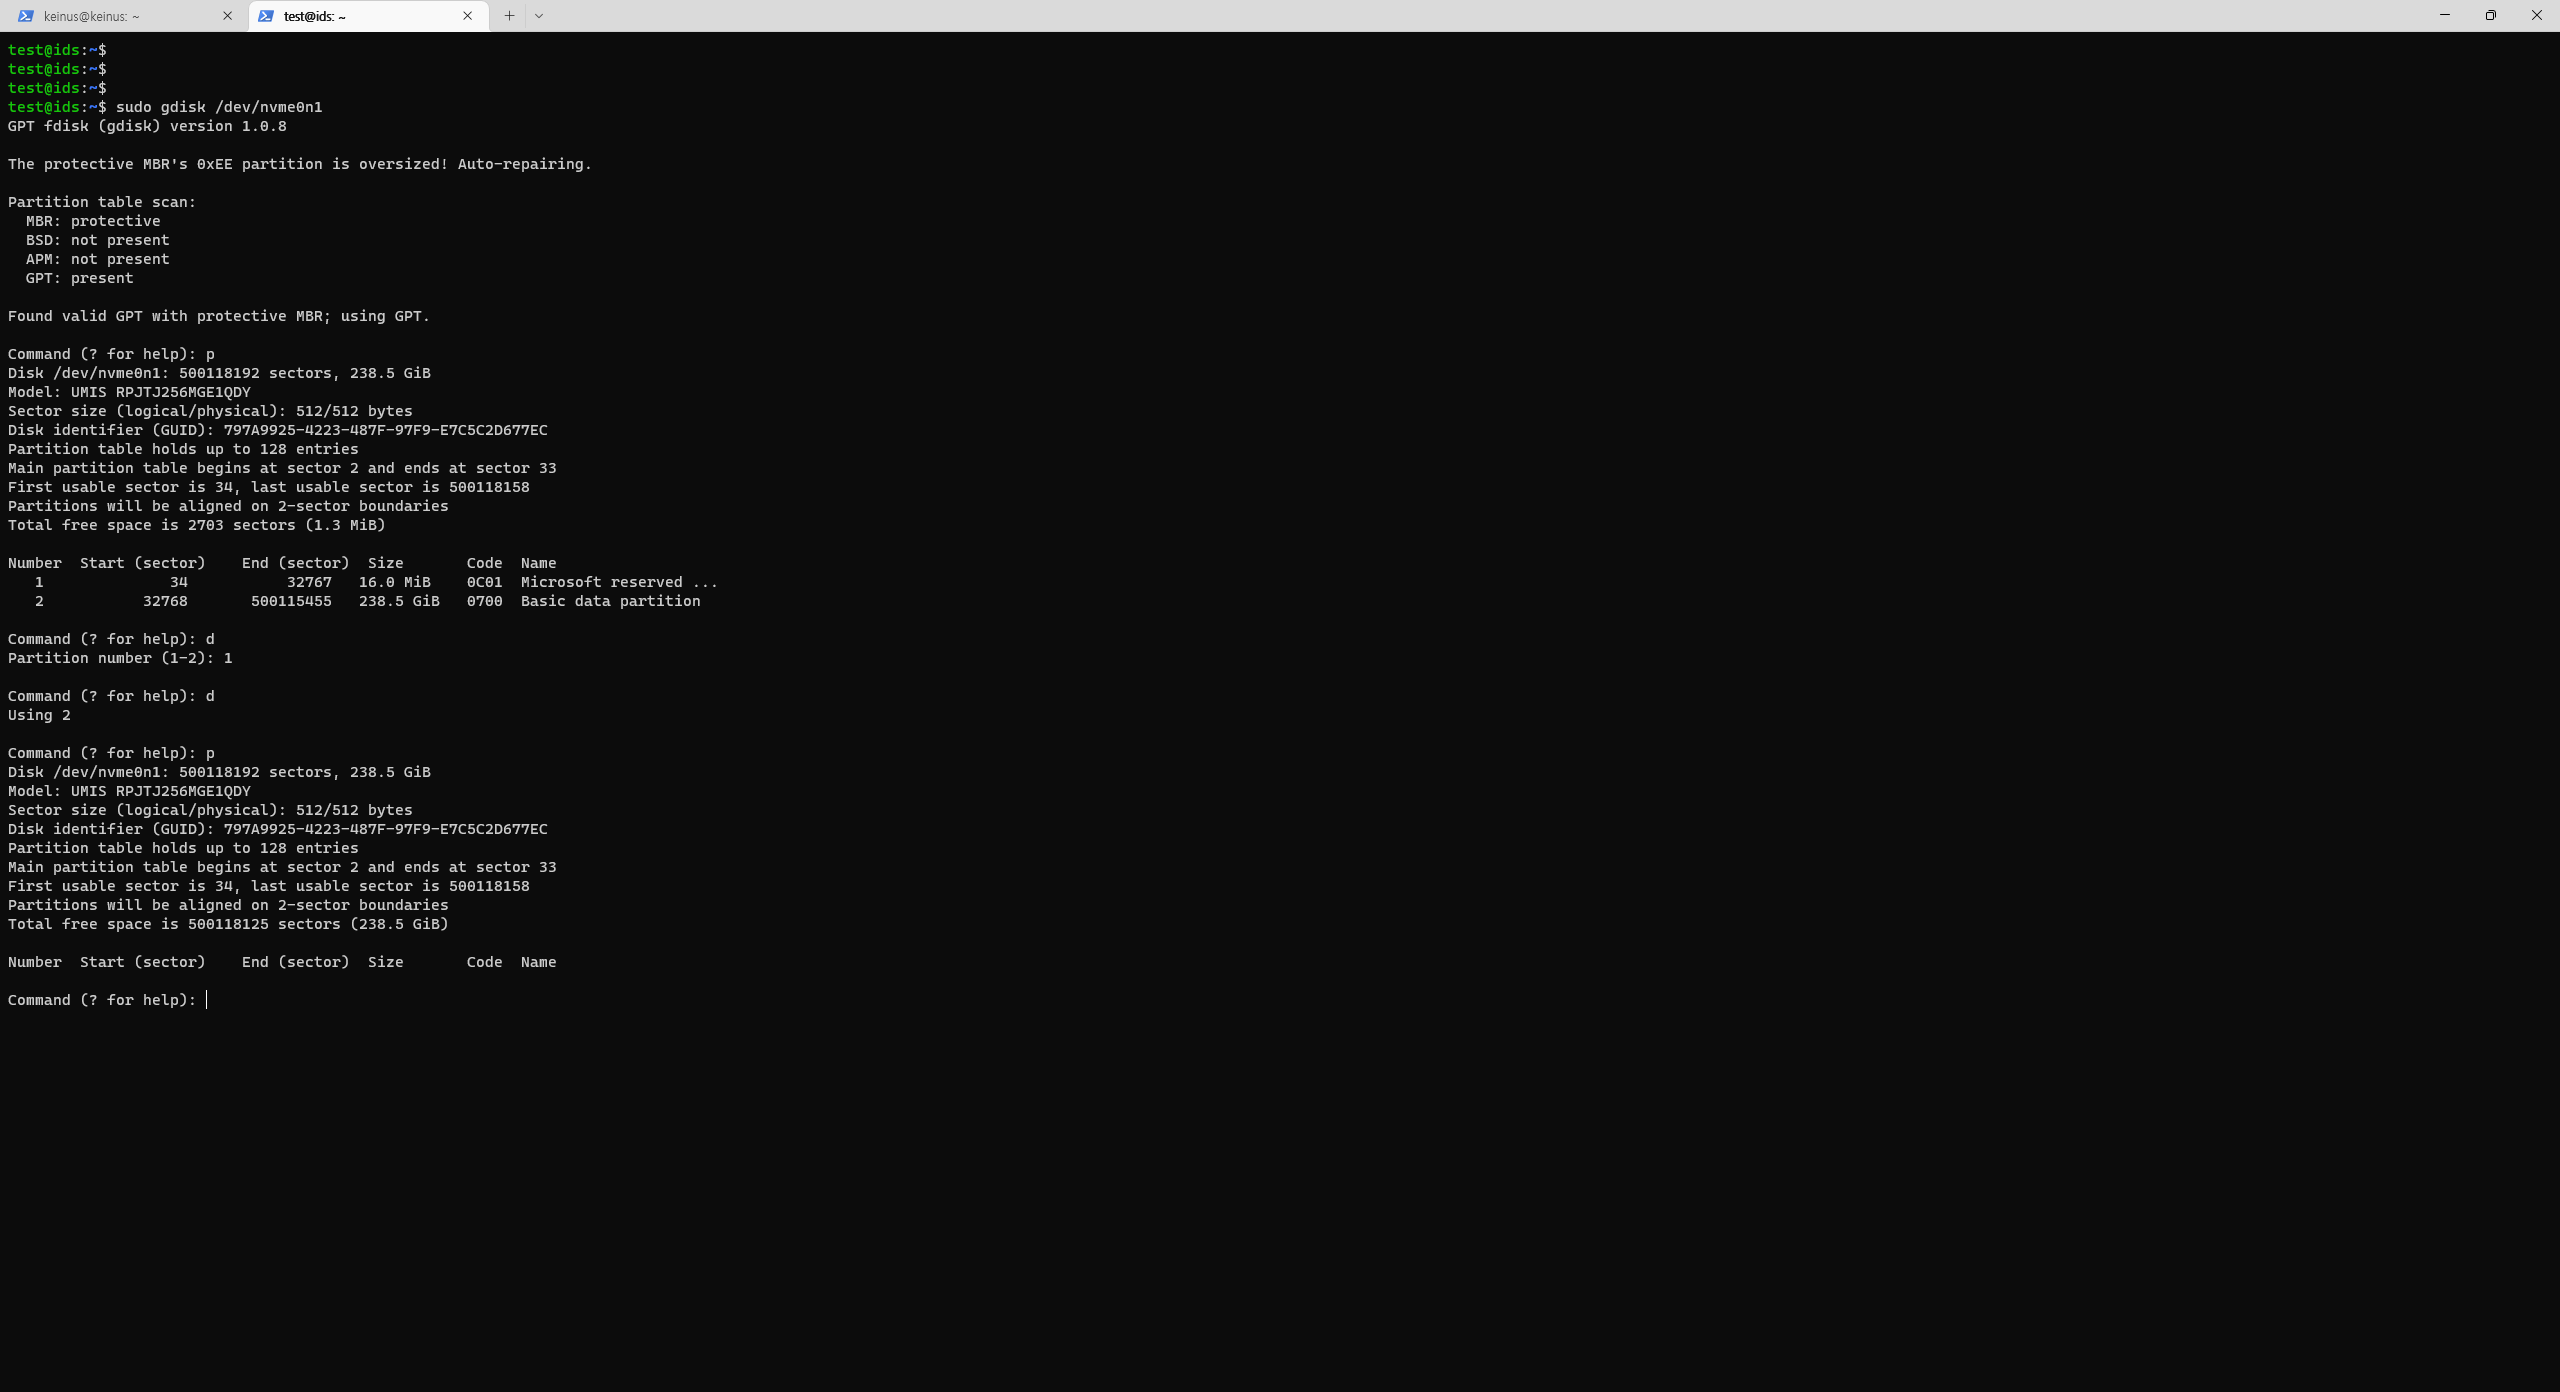 keinus@keinus: ~
test@ids: ~
test@ids:~$
test@ids:~$
test@ids:~$
test@ids:~$ sudo gdisk /dev/nvme0n1
GPT fdisk (gdisk) version 1.0.8
The protective MBR's 0xEE partition is oversized! Auto-repairing.
Partition table scan:
  MBR: protective
  BSD: not present
  APM: not present
  GPT: present
Found valid GPT with protective MBR; using GPT.
Command (? for help): p
Disk /dev/nvme0n1: 500118192 sectors, 238.5 GiB
Model: UMIS RPJTJ256MGE1QDY
Sector size (logical/physical): 512/512 bytes
Disk identifier (GUID): 797A9925-4223-487F-97F9-E7C5C2D677EC
Partition table holds up to 128 entries
Main partition table begins at sector 2 and ends at sector 33
First usable sector is 34, last usable sector is 500118158
Partitions will be aligned on 2-sector boundaries
Total free space is 2703 sectors (1.3 MiB)
Number  Start (sector)    End (sector)  Size       Code  Name
   1              34           32767   16.0 MiB    0C01  Microsoft reserved ...
   2           32768       500115455   238.5 GiB   0700  Basic data partition
Command (? for help): d
Partition number (1-2): 1
Command (? for help): d
Using 2
Command (? for help): p
Disk /dev/nvme0n1: 500118192 sectors, 238.5 GiB
Model: UMIS RPJTJ256MGE1QDY
Sector size (logical/physical): 512/512 bytes
Disk identifier (GUID): 797A9925-4223-487F-97F9-E7C5C2D677EC
Partition table holds up to 128 entries
Main partition table begins at sector 2 and ends at sector 33
First usable sector is 34, last usable sector is 500118158
Partitions will be aligned on 2-sector boundaries
Total free space is 500118125 sectors (238.5 GiB)
Number  Start (sector)    End (sector)  Size       Code  Name
Command (? for help):